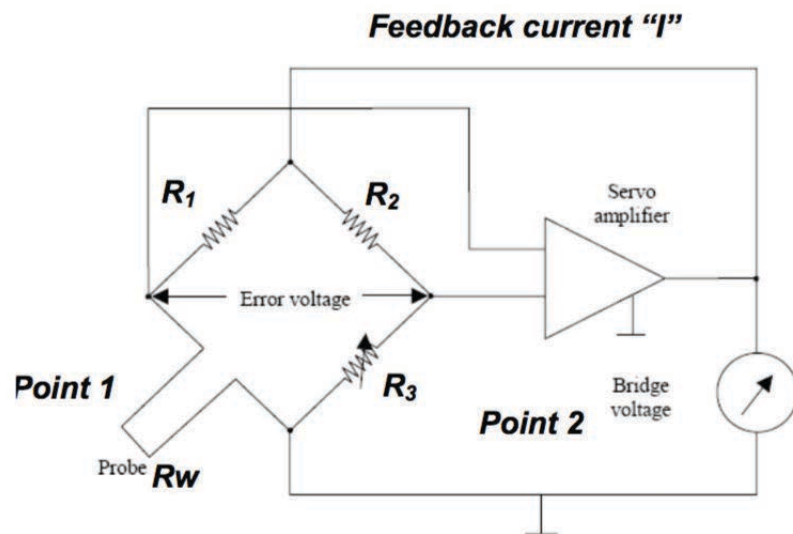 Feedback current “I”
R1
R2
Servo
amplifier
Error voltage
Point 1
R3
Bridge
voltage
Point 2
Probe
Rw